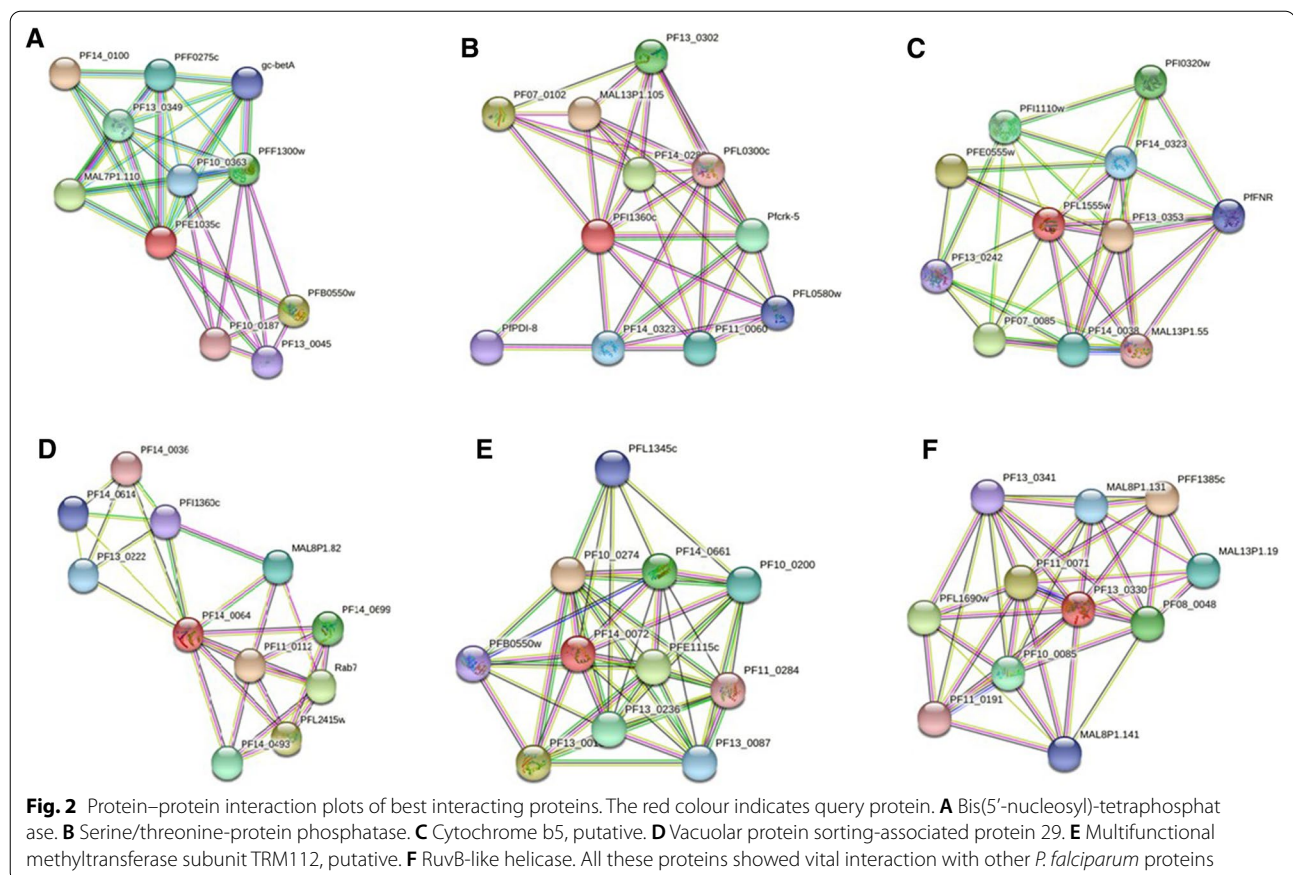 A
PF14_0100
PFF0275c
gc-betA
PF13_0349
PF10_0363
PFF1300w
MAL7P1.110
PFE1035c
PFB0550w
PF10_0187
PF13_0045
B
PF13_0302
PF07_0102
MAL13P1.105
PFL0300c
PFI1360c
Pfcrk-5
PFL0580w
PfPDI-8
PF14_0323
PF11_0060
C
PFI0320w
PFI1110w
PF14_0323
PFE0555w
PFL1555w
PF13_0353
PfFNR
PF13_0242
PF07_0085
PF14_0038
MAL13P1.55
D
PF14_0036
PF14_0614
PFI1360c
PF13_0222
MAL8P1.82
PF14_0064
PF14_0699
PF11_0112
Rab7
PFL2415w
PF14_0493
E
PFL1345c
PF10_0274
PF14_0661
PF10_0200
PFB0550w
PF14_0072
PFE1115c
PF11_0284
PF13_0236
PF13_0087
F
PF13_0341
MAL8P1.131
PFF1385c
MAL13P1.19
PF11_0071
PF13_0330
PFL1690w
PF08_0048
PF10_0085
PF11_0191
MAL8P1.141
Fig. 2 Protein–protein interaction plots of best interacting proteins. The red colour indicates query protein. A Bis(5′-nucleosyl)-tetraphosphat
ase. B Serine/threonine-protein phosphatase. C Cytochrome b5, putative. D Vacuolar protein sorting-associated protein 29. E Multifunctional
methyltransferase subunit TRM112, putative. F RuvB-like helicase. All these proteins showed vital interaction with other P. falciparum proteins